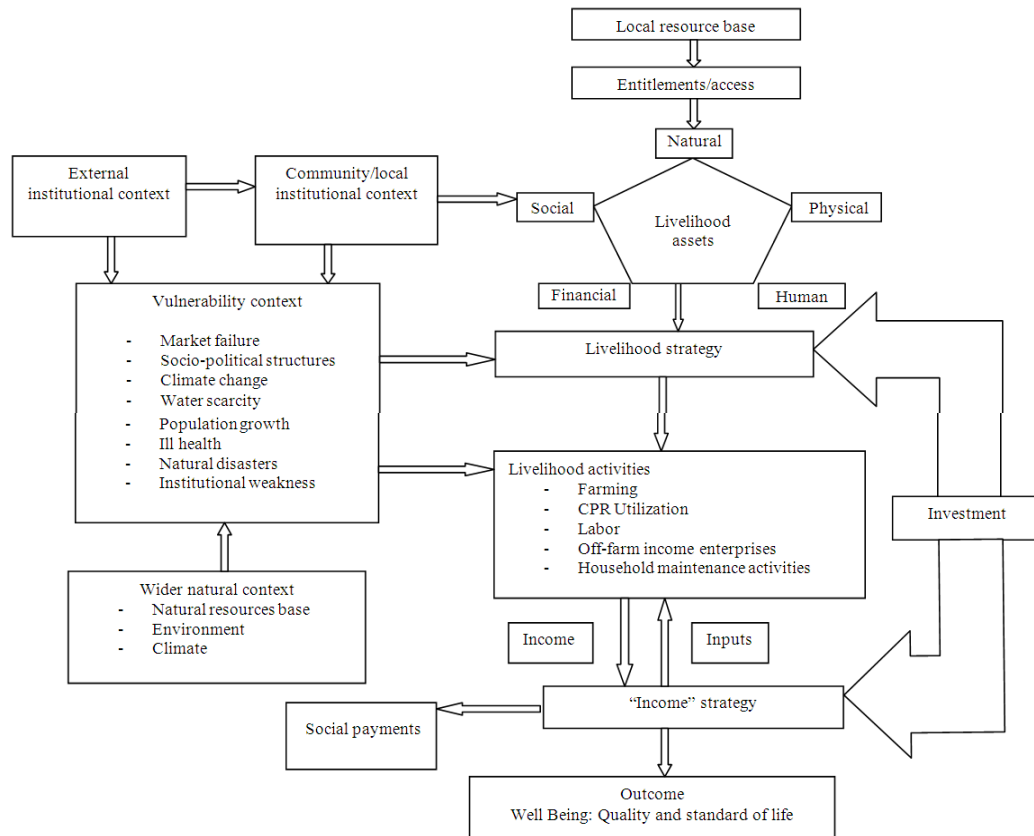 Local resource base
Entitlements/access
Natural
External
institutional context
Community/local
institutional context
Social
Physical
Livelihood
assets
Financial
Human
Vulnerability context
- Market failure
- Socio-political structures
- Climate change
- Water scarcity
- Population growth
- Ill health
- Natural disasters
- Institutional weakness
Livelihood strategy
Livelihood activities
- Farming
- CPR Utilization
- Labor
- Off-farm income enterprises
- Household maintenance activities
Investment
Wider natural context
- Natural resources base
- Environment
- Climate
Income
Inputs
“Income” strategy
Social payments
Outcome
Well Being: Quality and standard of life